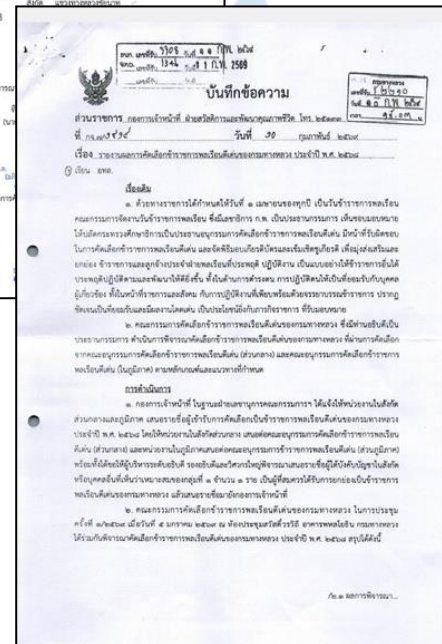 สังกัด แขวงทางหลวงชัยนาท
บันทึกข้อความ
ส่วนราชการ กองการเจ้าหน้าที่ ฝ่ายสวัสดิการและพัฒนาคุณภาพชีวิต โทร.
ที่ วันที่ ๑๐ กุมภาพันธ์ ๒๕๖๙
เรื่อง รายงานผลการคัดเลือกข้าราชการพลเรือนดีเด่นของกรมทางหลวง ประจำปี พ.ศ. ๒๕๖๘
เรียน อทล.
เรื่องเดิม
๑. ด้วยทางราชการได้กำหนดให้วันที่ ๑ เมษายนของทุกปี เป็นวันข้าราชการพลเรือน
คณะกรรมการจัดงานวันข้าราชการพลเรือน ซึ่งมีเลขาธิการ ก.พ. เป็นประธานกรรมการ เห็นชอบมอบหมาย
ให้ปลัดกระทรวงศึกษาธิการเป็นประธานอนุกรรมการคัดเลือกข้าราชการพลเรือนดีเด่น มีหน้าที่รับผิดชอบ
ในการคัดเลือกข้าราชการพลเรือนดีเด่น และจัดพิธีมอบเกียรติบัตรและเข็มเชิดชูเกียรติ เพื่อมุ่งส่งเสริมและ
ยกย่อง ข้าราชการและลูกจ้างประจำฝ่ายพลเรือนที่ประพฤติ ปฏิบัติงาน เป็นแบบอย่างให้ข้าราชการอื่นได้
ประพฤติปฏิบัติตามและพัฒนาให้ดียิ่งขึ้น ทั้งในด้านการดำรงตน การปฏิบัติตนให้เป็นที่ยอมรับกับบุคคล
ผู้เกี่ยวข้อง ทั้งในหน้าที่ราชการและสังคม กับการปฏิบัติงานที่เพียบพร้อมด้วยจรรยาบรรณข้าราชการ ปรากฏ
ชัดเจนเป็นที่ยอมรับและมีผลงานโดดเด่น เป็นประโยชน์ยิ่งกับภารกิจราชการ ที่รับมอบหมาย
๒. คณะกรรมการคัดเลือกข้าราชการพลเรือนดีเด่นของกรมทางหลวง ซึ่งมีท่านอธิบดีเป็น
ประธานกรรมการ ดำเนินการพิจารณาคัดเลือกข้าราชการพลเรือนดีเด่นของกรมทางหลวง ที่ผ่านการคัดเลือก
จากคณะอนุกรรมการคัดเลือกข้าราชการพลเรือนดีเด่น (ส่วนกลาง) และคณะอนุกรรมการคัดเลือกข้าราชการ
พลเรือนดีเด่น (ในภูมิภาค) ตามหลักเกณฑ์และแนวทางที่กำหนด
การดำเนินการ
๑. กองการเจ้าหน้าที่ ในฐานะฝ่ายเลขานุการคณะกรรมการฯ ได้แจ้งให้หน่วยงานในสังกัด
ส่วนกลางและภูมิภาค เสนอรายชื่อผู้เข้ารับการคัดเลือกเป็นข้าราชการพลเรือนดีเด่นของกรมทางหลวง
ประจำปี พ.ศ. ๒๕๖๘ โดยให้หน่วยงานในสังกัดส่วนกลาง เสนอต่อคณะอนุกรรมการคัดเลือกข้าราชการพลเรือน
ดีเด่น (ส่วนกลาง) และหน่วยงานในภูมิภาคเสนอต่อคณะอนุกรรมการคัดเลือกข้าราชการพลเรือนดีเด่น (ส่วนภูมิภาค)
พร้อมทั้งได้ขอให้ผู้บริหารระดับอธิบดี รองอธิบดีและวิศวกรใหญ่พิจารณาเสนอรายชื่อผู้ใต้บังคับบัญชาในสังกัด
หรือบุคคลอื่นที่เห็นว่าเหมาะสมของกลุ่มที่ ๑ จำนวน ๑ ราย เป็นผู้ที่สมควรได้รับการยกย่องเป็นข้าราชการ
พลเรือนดีเด่นของกรมทางหลวง แล้วเสนอรายชื่อมายังกองการเจ้าหน้าที่
๒. คณะกรรมการคัดเลือกข้าราชการพลเรือนดีเด่นของกรมทางหลวง ในการประชุม
ครั้งที่ ๑/๒๕๖๙ เมื่อวันที่ ๕ มกราคม ๒๕๖๙ ณ ห้องประชุมสวัสดิ์วรวิถี อาคารพหลโยธิน กรมทางหลวง
ได้ร่วมกันพิจารณาคัดเลือกข้าราชการพลเรือนดีเด่นของกรมทางหลวง ประจำปี พ.ศ. ๒๕๖๘ สรุปได้ดังนี้
/๒.๑ ผลการพิจารณา...